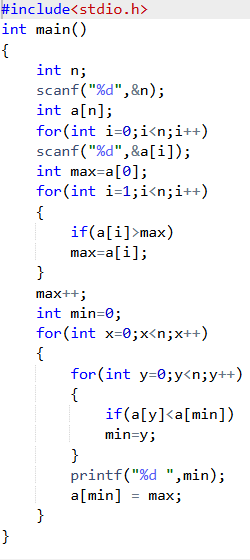 #include<stdio.h>
int main()
{
    int n;
    scanf("%d",&n);
    int a[n];
    for(int i=0;i<n;i++)
    scanf("%d",&a[i]);
    int max=a[0];
    for(int i=1;i<n;i++)
    {
        if(a[i]>max)
        max=a[i];
    }
    max++;
    int min=0;
    for(int x=0;x<n;x++)
    {
        for(int y=0;y<n;y++)
        {
            if(a[y]<a[min])
            min=y;
        }
        printf("%d ",min);
        a[min] = max;
    }
}